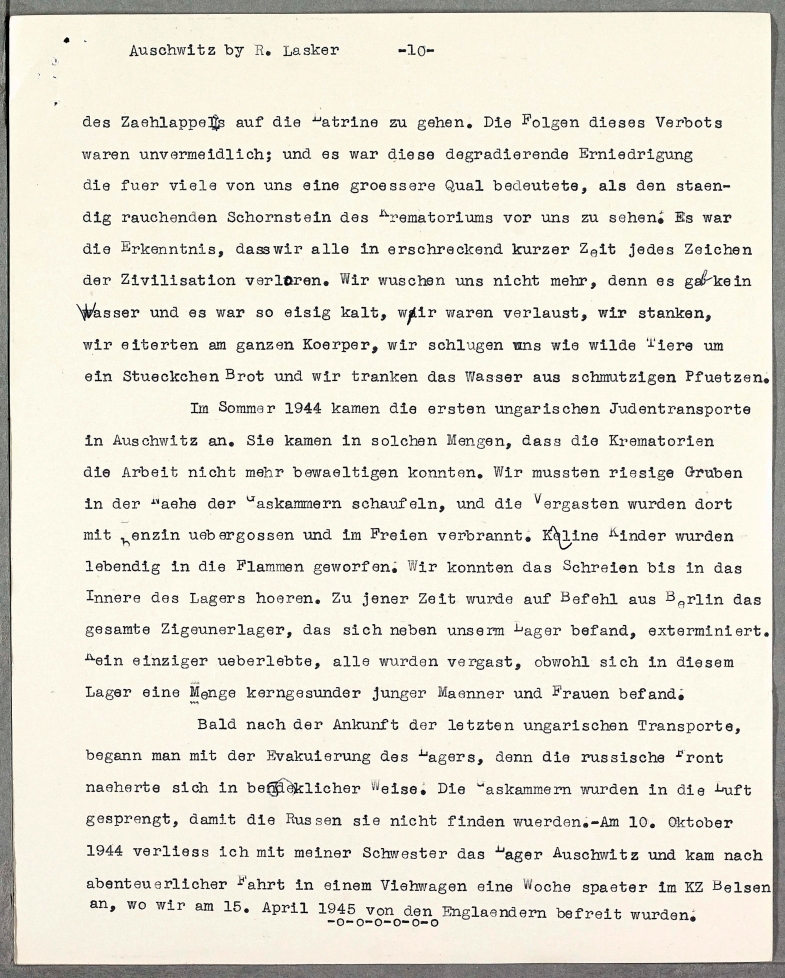 Auschwitz by R. Lasker -10-
des Zaehlappells auf die Latrine zu gehen. Die Folgen dieses Verbots
waren unvermeidlich; und es war diese degradierende Erniedrigung
die fuer viele von uns eine groessere Qual bedeutete, als den staen-
dig rauchenden Schornstein des Krematoriums vor uns zu sehen. Es war
die Erkenntnis, dasswir alle in erschreckend kurzer Zeit jedes Zeichen
der Zivilisation verloren. Wir wuschen uns nicht mehr, denn es gab kein
Wasser und es war so eisig kalt, wir waren verlaust, wir stanken,
wir eiterten am ganzen Koerper, wir schlugen uns wie wilde Tiere um
ein Stueckchen Brot und wir tranken das Wasser aus schmutzigen Pfuetzen.
Im Sommer 1944 kamen die ersten ungarischen Judentransporte
in Auschwitz an. Sie kamen in solchen Mengen, dass die Krematorien
die Arbeit nicht mehr bewaeltigen konnten. Wir mussten riesige Gruben
in der Naehe der Gaskammern schaufeln, und die Vergasten wurden dort
mit Benzin uebergossen und im Freien verbrannt. Kleine Kinder wurden
lebendig in die Flammen geworfen. Wir konnten das Schreien bis in das
Innere des Lagers hoeren. Zu jener Zeit wurde auf Befehl aus Berlin das
gesamte Zigeunerlager, das sich neben unserm Lager befand, exterminiert.
Kein einziger ueberlebte, alle wurden vergast, obwohl sich in diesem
Lager eine Menge kerngesunder junger Maenner und Frauen befand.
Bald nach der Ankunft der letzten ungarischen Transporte,
begann man mit der Evakuierung des Lagers, denn die russische Front
naeherte sich in bedenklicher Weise. Die Gaskammern wurden in die Luft
gesprengt, damit die Russen sie nicht finden wuerden.-Am 10. Oktober
1944 verliess ich mit meiner Schwester das Lager Auschwitz und kam nach
abenteuerlicher Fahrt in einem Viehwagen eine Woche spaeter im KZ Belsen
an, wo wir am 15. April 1945 von den Englaendern befreit wurden.
-o-o-o-o-o-o